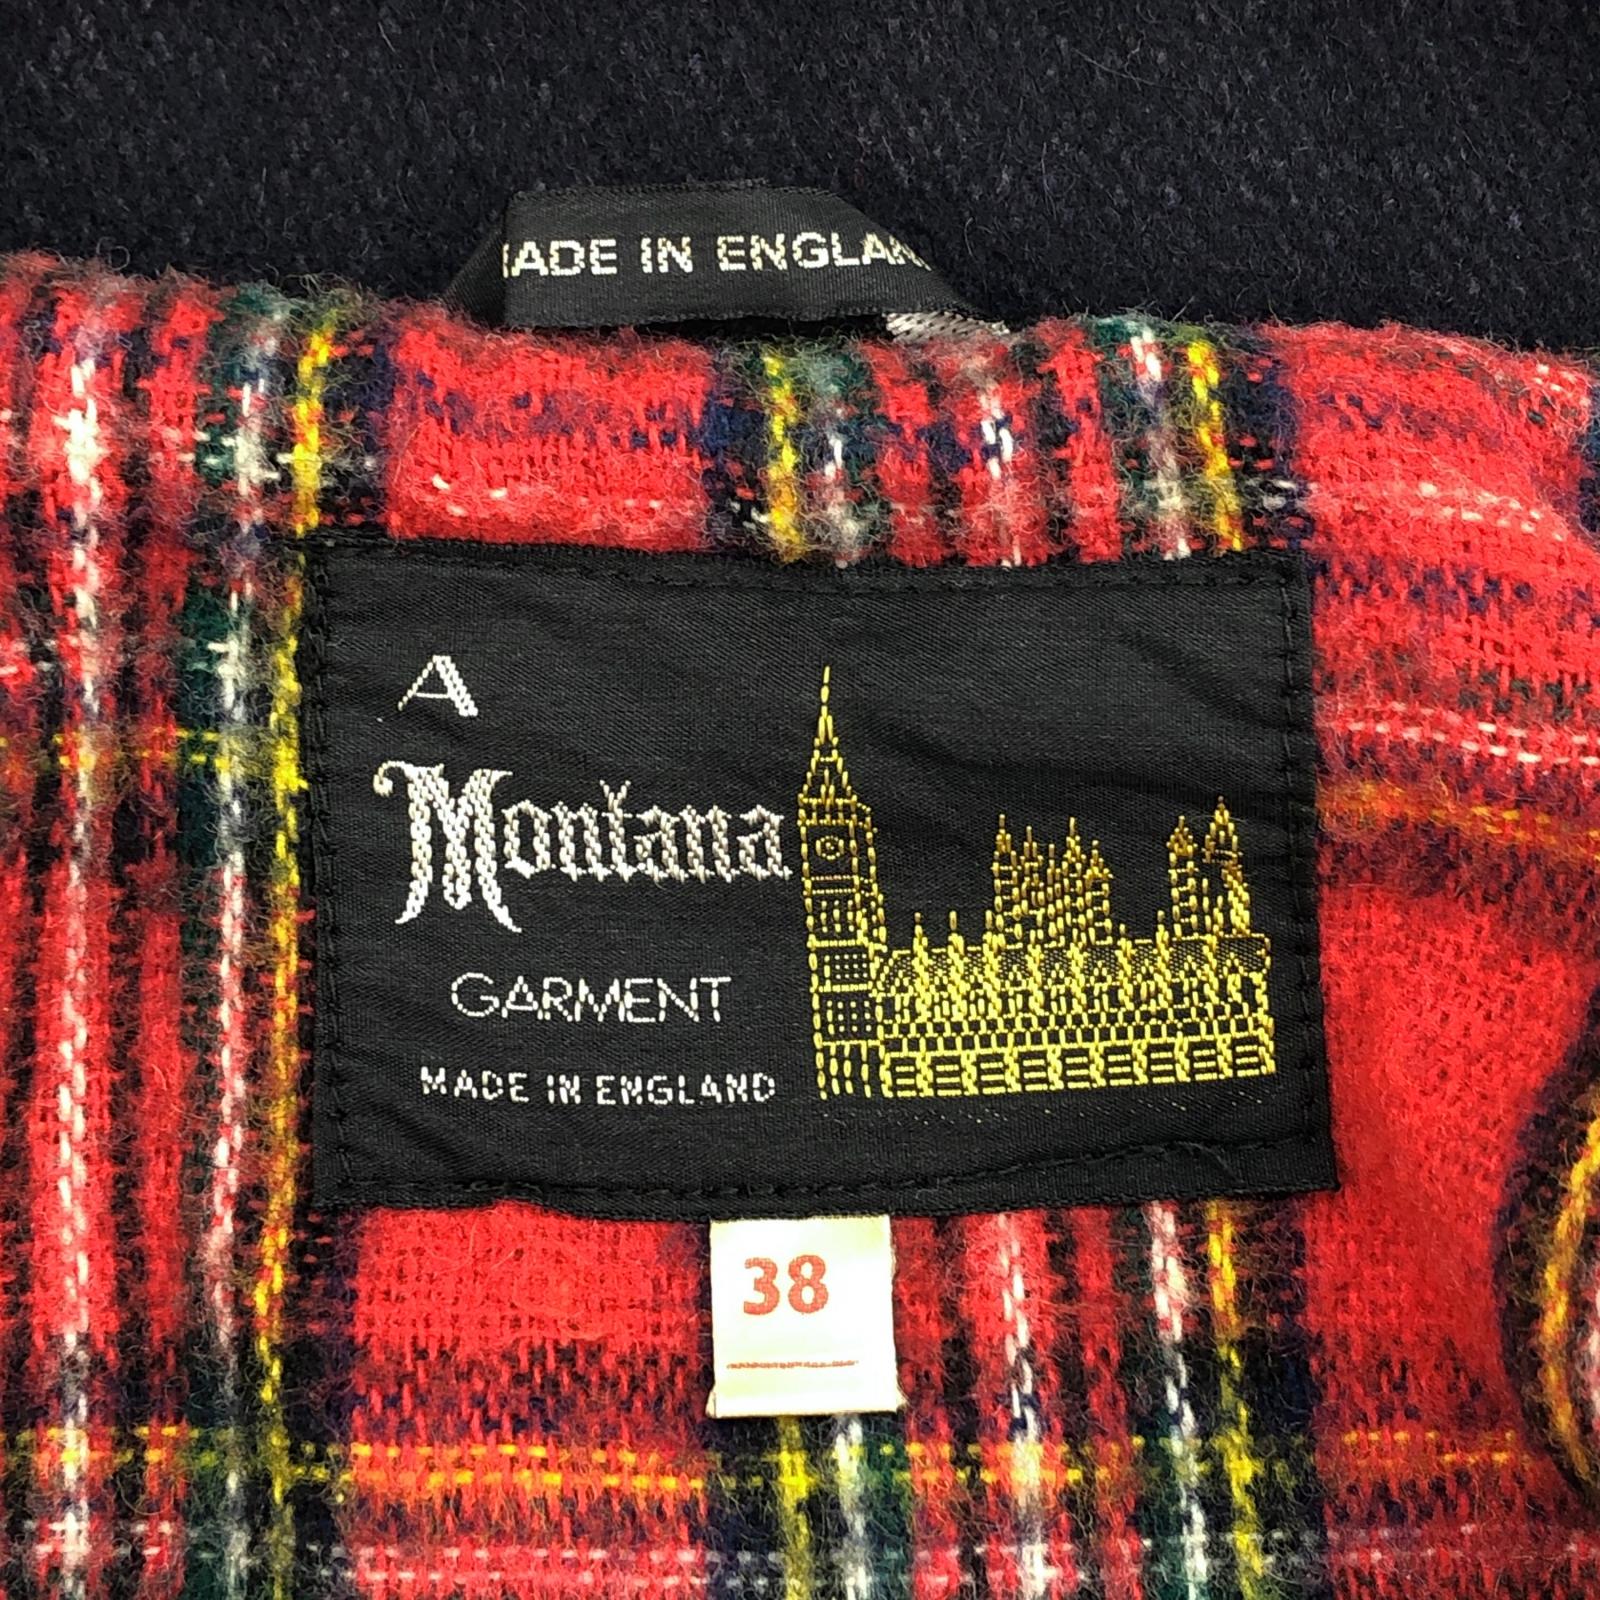 MADE IN ENGLAND
A
Montana
GARMENT
MADE IN ENGLAND
38